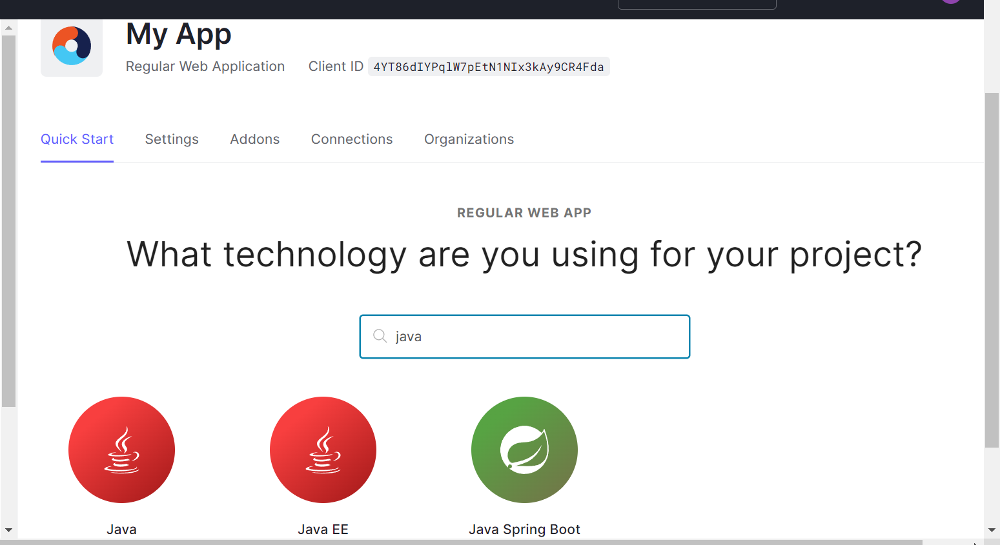 My App
Regular Web Application Client ID 4YT86dIYPqlW7pEtN1NIx3kAy9CR4Fda
Quick Start Settings Addons Connections Organizations
REGULAR WEB APP
What technology are you using for your project?
java
Java Java EE Java Spring Boot